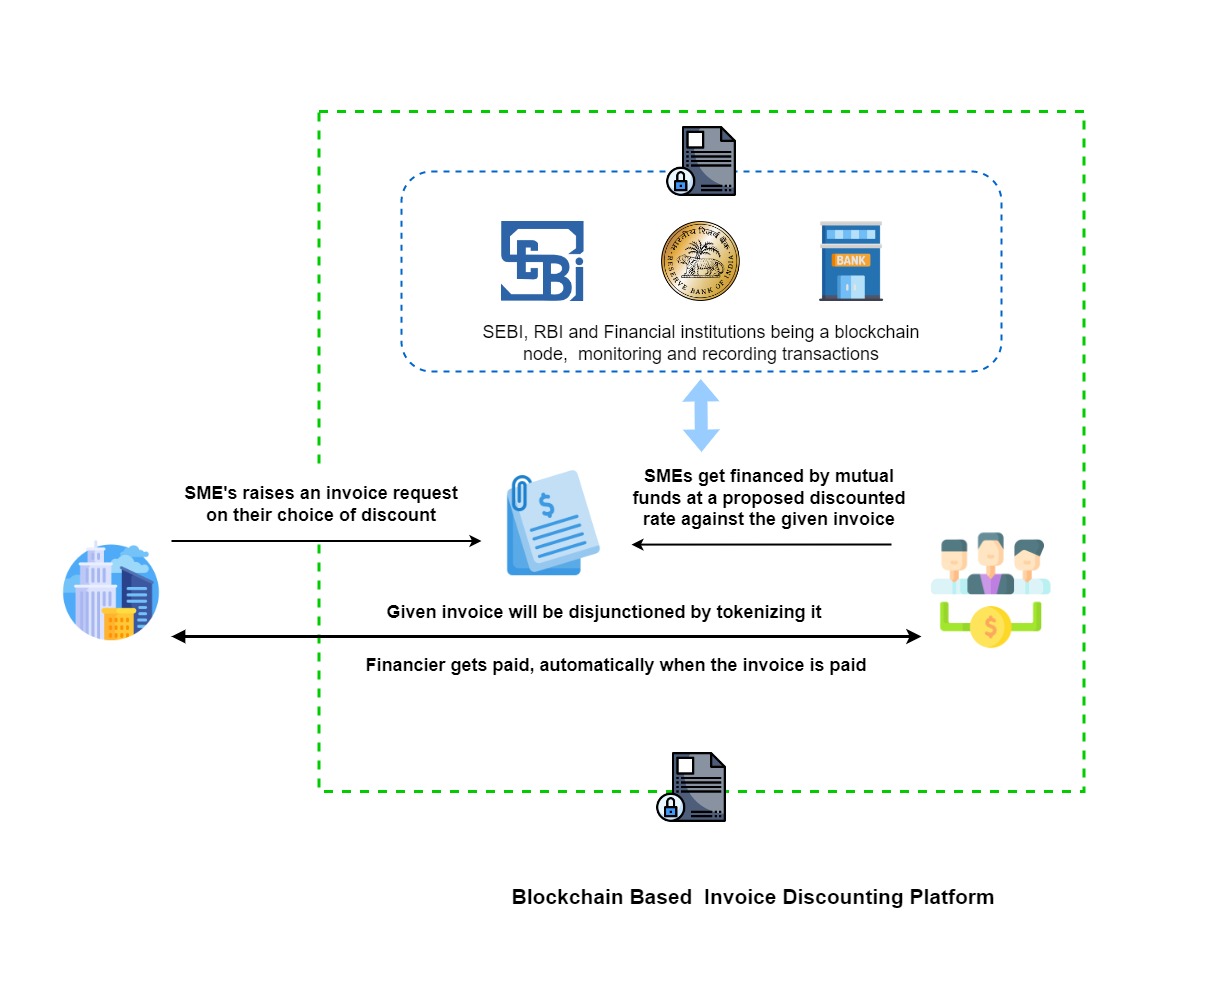 SEBi
भारतीय रिज़र्व बैंक
RESERVE BANK OF INDIA
BANK
SEBI, RBI and Financial institutions being a blockchain
node,  monitoring and recording transactions
SME's raises an invoice request
on their choice of discount
$
SMEs get financed by mutual
funds at a proposed discounted
rate against the given invoice
Given invoice will be disjunctioned by tokenizing it
$
Financier gets paid, automatically when the invoice is paid
Blockchain Based  Invoice Discounting Platform